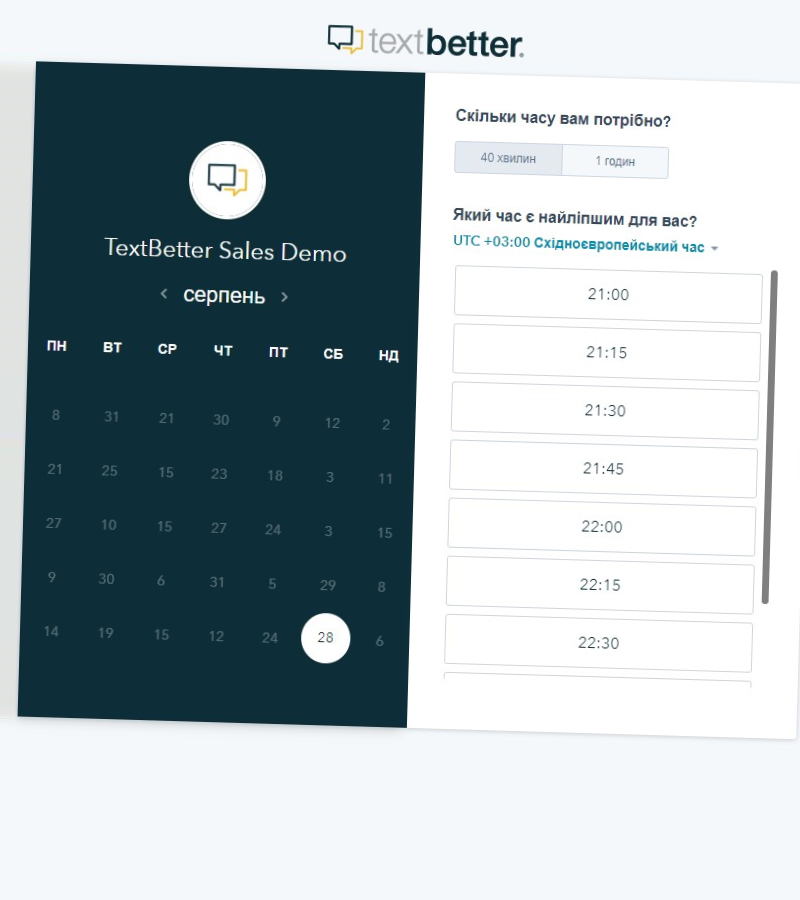 textbetter.
TextBetter Sales Demo
серпень
ПН ВТ СР ЧТ ПТ СБ НД
8 31 21 30 9 12 2
21 25 15 23 18 3 11
27 10 15 27 24 3 15
9 30 6 31 5 29 8
14 19 15 12 24 28 6
Скільки часу вам потрібно?
40 хвилин 1 годин
Який час є найліпшим для вас?
UTC +03:00 Східноєвропейський час
21:00
21:15
21:30
21:45
22:00
22:15
22:30